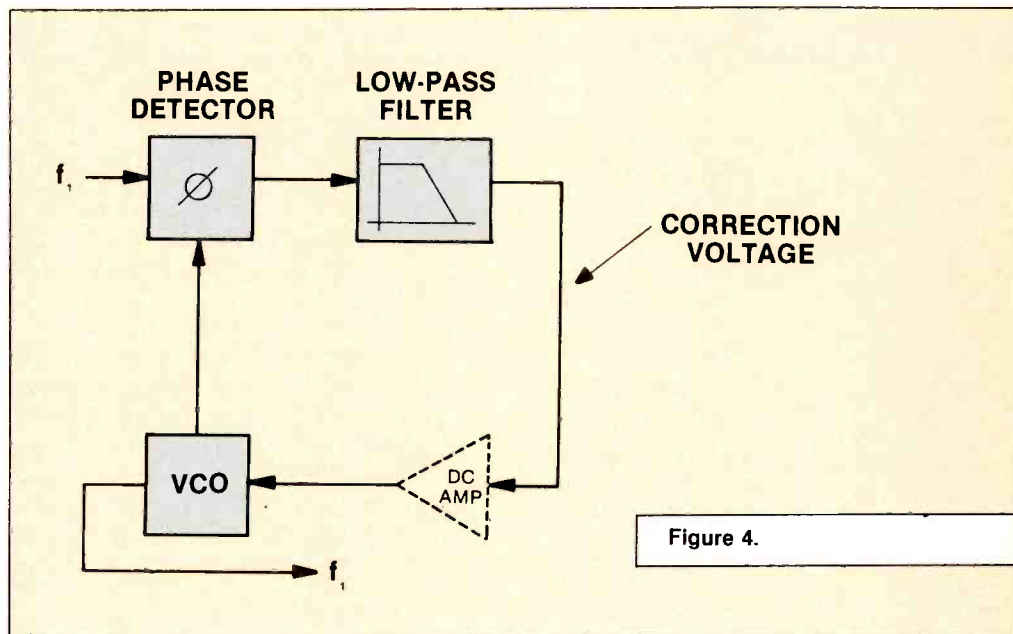 PHASE
DETECTOR
LOW-PASS
FILTER
f₁
Ø
CORRECTION
VOLTAGE
VCO
DC
AMP
f₁
Figure 4.